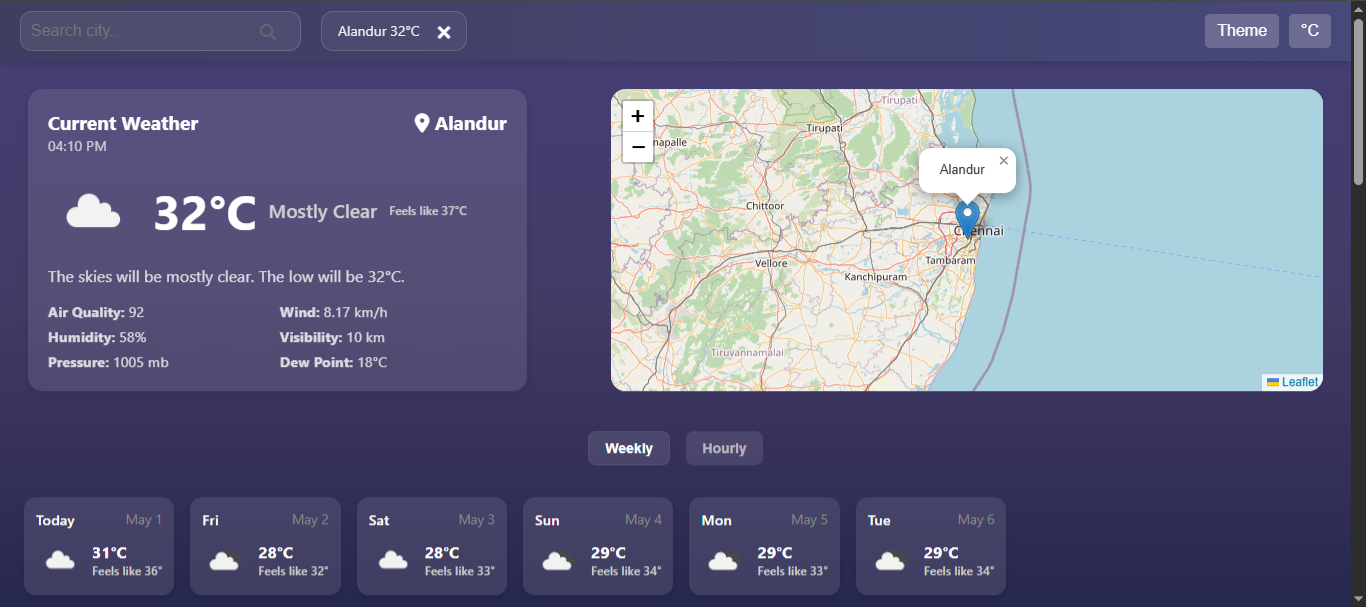 Search city...
Alandur 32°C
Theme
°C
Current Weather
Alandur
04:10 PM
32°C Mostly Clear Feels like 37°C
The skies will be mostly clear. The low will be 32°C.
Air Quality: 92
Wind: 8.17 km/h
Humidity: 58%
Visibility: 10 km
Pressure: 1005 mb
Dew Point: 18°C
+
−
Tirupati
Tirupati
napalle
Alandur ×
Chittoor
Chennai
Vellore
Tambaram
Kanchipuram
Tiruvannamalai
Leaflet
Weekly
Hourly
Today May 1
31°C
Feels like 36°
Fri May 2
28°C
Feels like 32°
Sat May 3
28°C
Feels like 33°
Sun May 4
29°C
Feels like 34°
Mon May 5
29°C
Feels like 33°
Tue May 6
29°C
Feels like 34°